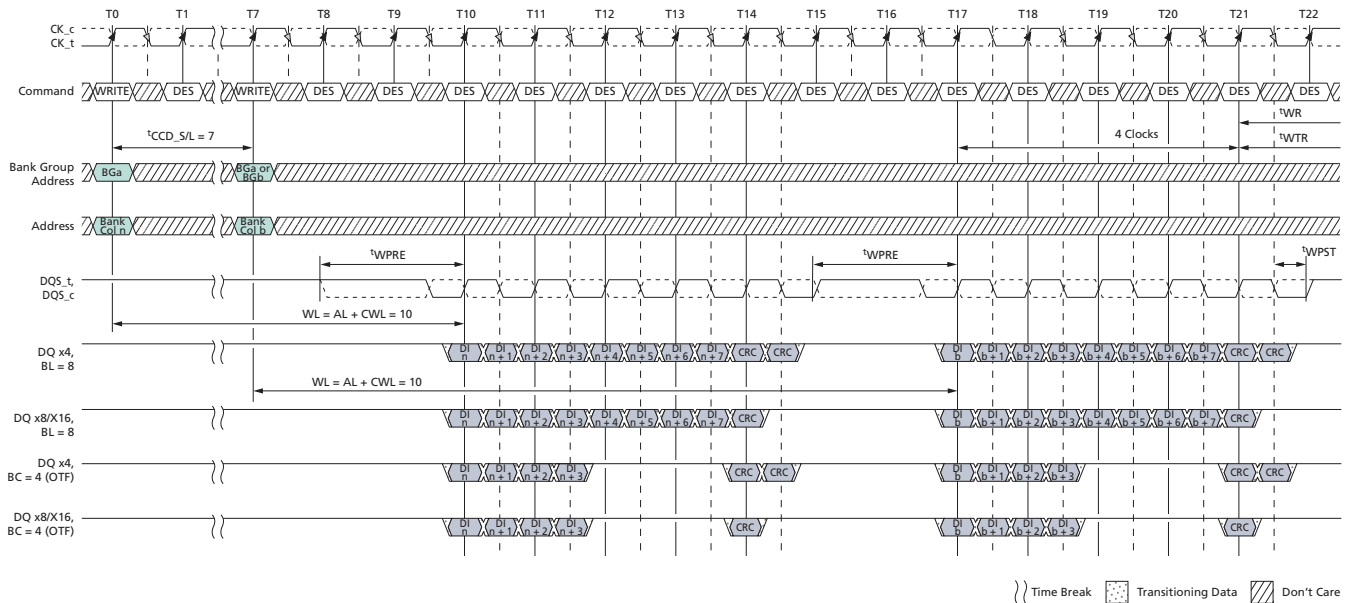 T0 T1 T7 T8 T9 T10 T11 T12 T13 T14 T15 T16 T17 T18 T19 T20 T21 T22
CK_c
CK_t
Command WRITE DES WRITE DES DES DES DES DES DES DES DES DES DES DES DES DES DES DES
tWR
tCCD_S/L = 7
4 Clocks
tWTR
Bank Group
Address
BGa
BGa or
BGb
Address
Bank
Col n
Bank
Col b
tWPRE tWPRE tWPST
DQS_t,
DQS_c
WL = AL + CWL = 10
DQ x4,
BL = 8
DI n DI n + 1 DI n + 2 DI n + 3 DI n + 4 DI n + 5 DI n + 6 DI n + 7 CRC CRC DI b DI b + 1 DI b + 2 DI b + 3 DI b + 4 DI b + 5 DI b + 6 DI b + 7 CRC CRC
WL = AL + CWL = 10
DQ x8/X16,
BL = 8
DI n DI n + 1 DI n + 2 DI n + 3 DI n + 4 DI n + 5 DI n + 6 DI n + 7 CRC DI b DI b + 1 DI b + 2 DI b + 3 DI b + 4 DI b + 5 DI b + 6 DI b + 7 CRC
DQ x4,
BC = 4 (OTF)
DI n DI n + 1 DI n + 2 DI n + 3 CRC CRC DI b DI b + 1 DI b + 2 DI b + 3 CRC CRC
DQ x8/X16,
BC = 4 (OTF)
DI n DI n + 1 DI n + 2 DI n + 3 CRC DI b DI b + 1 DI b + 2 DI b + 3 CRC
Time Break Transitioning Data Don't Care